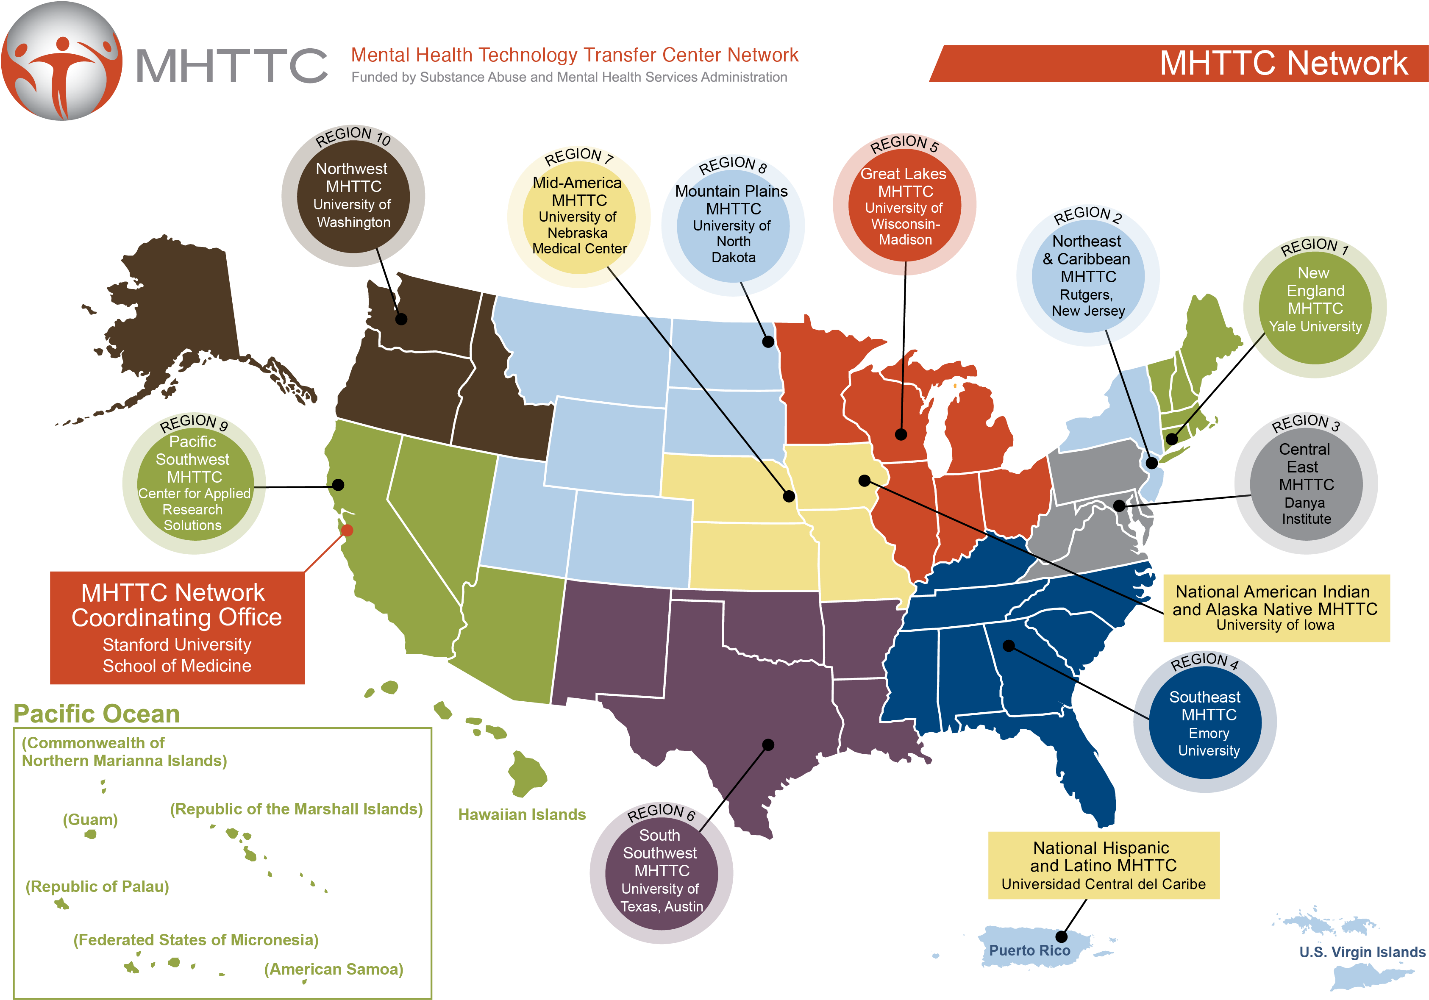 MHTTC
Mental Health Technology Transfer Center Network
Funded by Substance Abuse and Mental Health Services Administration
MHTTC Network
REGION 10
Northwest
MHTTC
University of
Washington
REGION 7
Mid-America
MHTTC
University of
Nebraska
Medical Center
REGION 8
Mountain Plains
MHTTC
University of
North
Dakota
REGION 5
Great Lakes
MHTTC
University of
Wisconsin-
Madison
REGION 2
Northeast
& Caribbean
MHTTC
Rutgers,
New Jersey
REGION 1
New
England
MHTTC
Yale University
REGION 9
Pacific
Southwest
MHTTC
Center for Applied
Research
Solutions
REGION 3
Central
East
MHTTC
Danya
Institute
MHTTC Network
Coordinating Office
Stanford University
School of Medicine
National American Indian
and Alaska Native MHTTC
University of Iowa
REGION 4
Southeast
MHTTC
Emory
University
Pacific Ocean
(Commonwealth of
Northern Marianna Islands)
(Guam)
(Republic of the Marshall Islands)
(Republic of Palau)
(Federated States of Micronesia)
(American Samoa)
Hawaiian Islands
REGION 6
South
Southwest
MHTTC
University of
Texas, Austin
National Hispanic
and Latino MHTTC
Universidad Central del Caribe
Puerto Rico
U.S. Virgin Islands